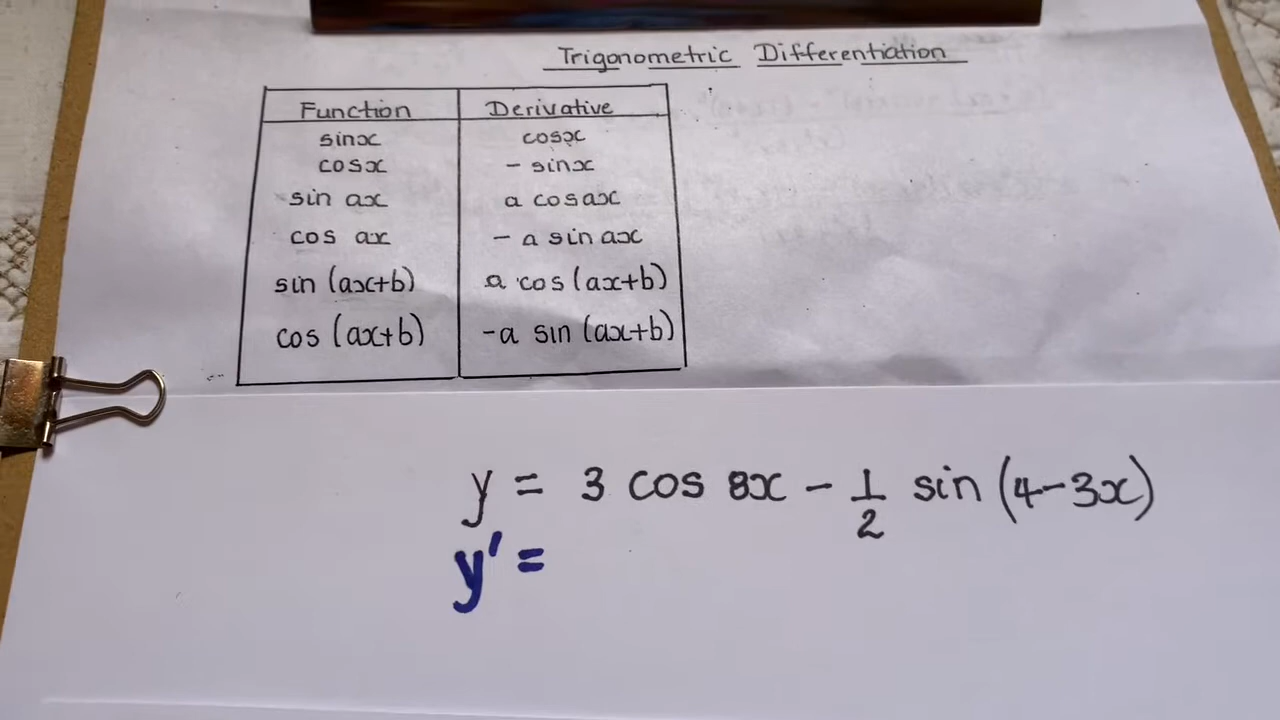 Trigonometric Differentiation
Function Derivative
sinx cosx
cosx - sinx
sin ax a cosax
cos ax - a sin ax
sin (ax+b) a cos (ax+b)
cos (ax+b) -a sin (ax+b)
y = 3 cos 8x - 1/2 sin (4-3x)
y' =